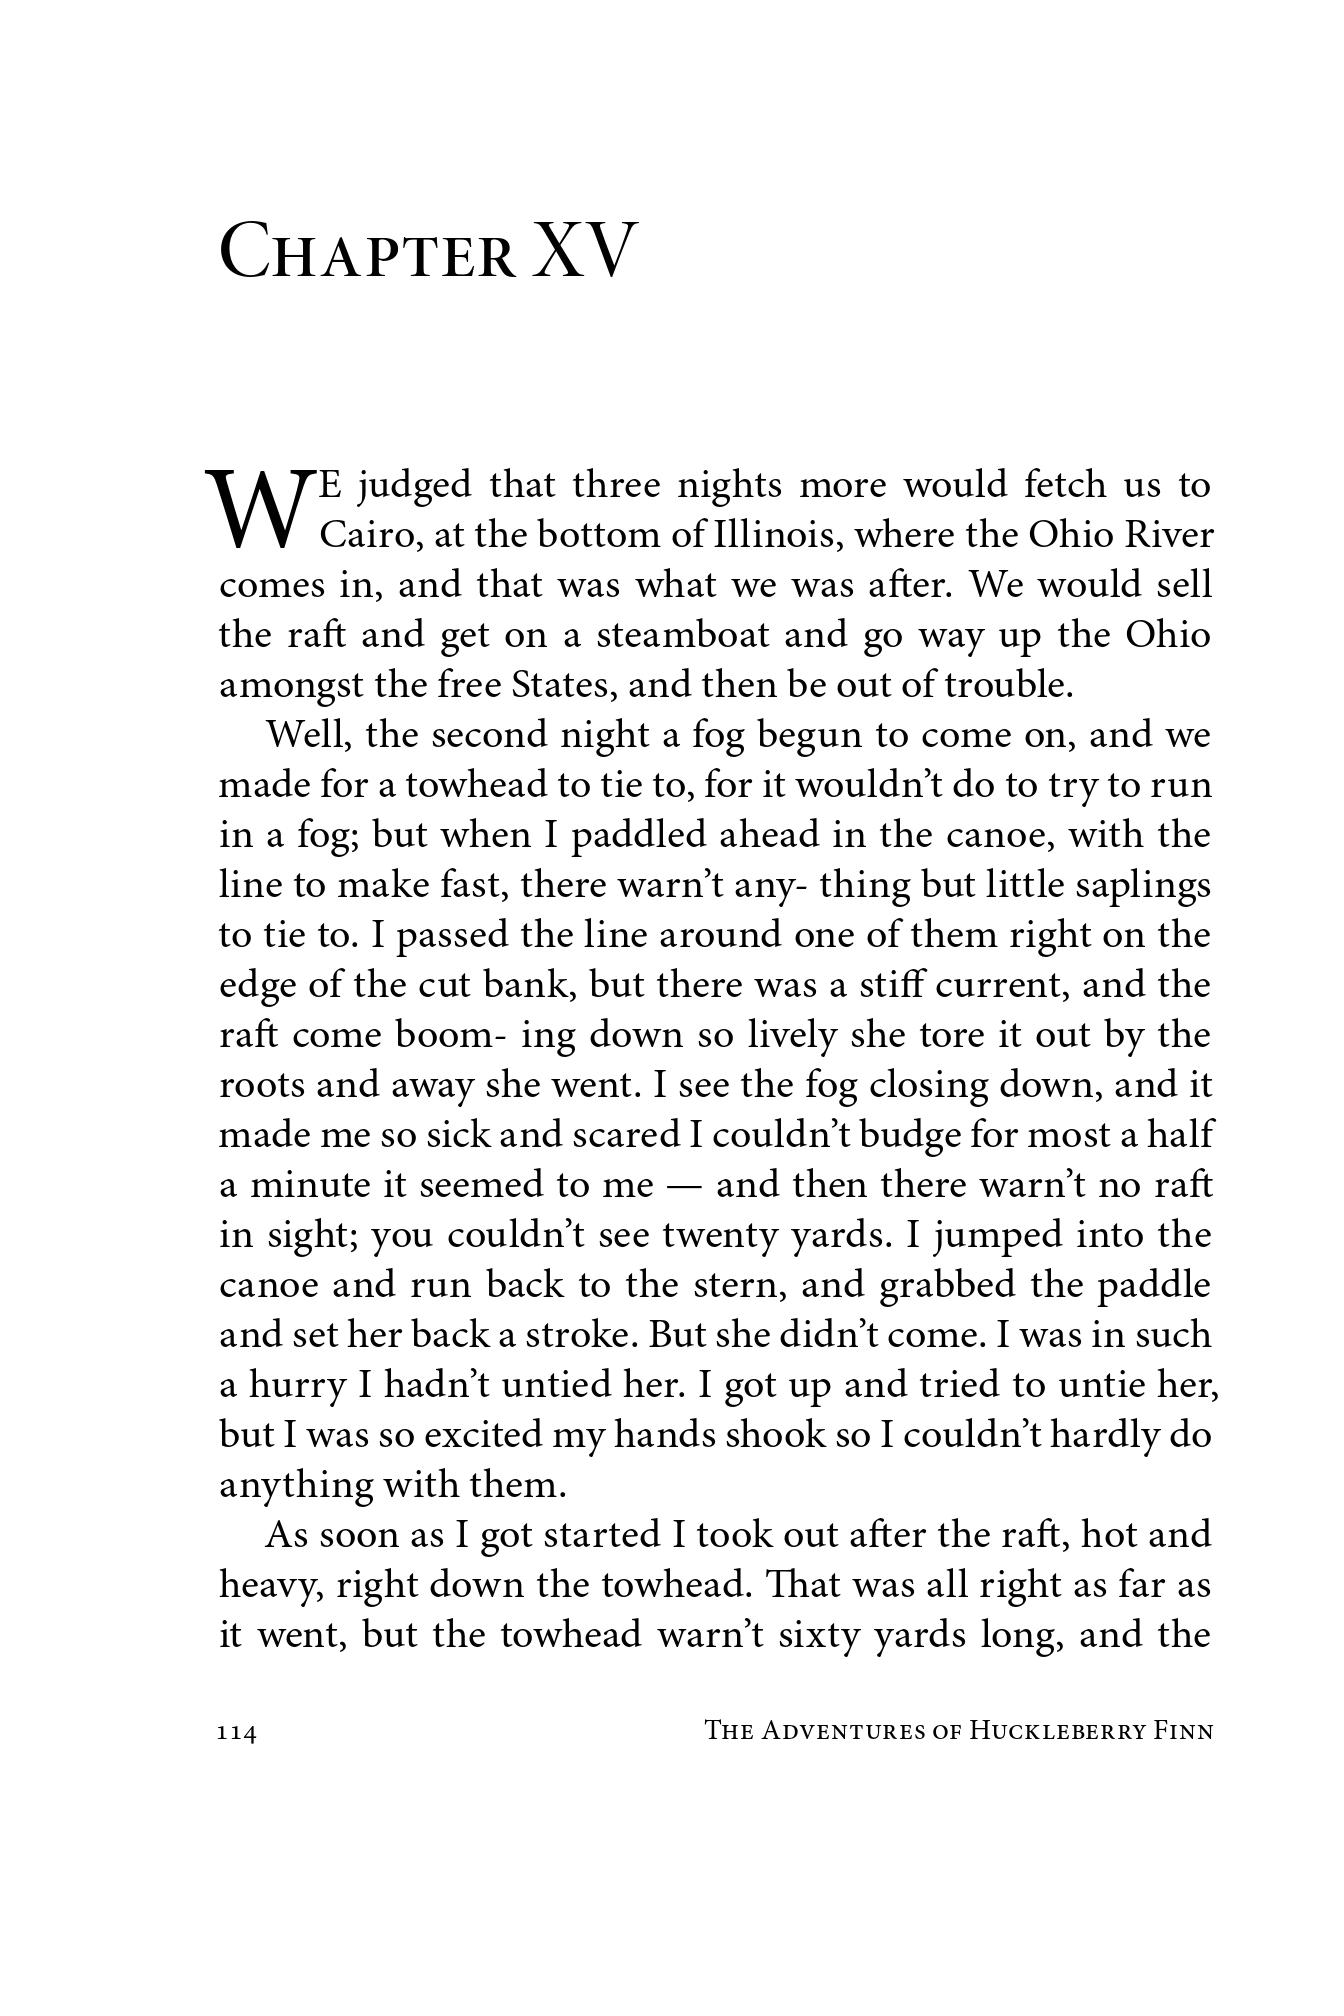 Chapter XV
WE judged that three nights more would fetch us to
Cairo, at the bottom of Illinois, where the Ohio River
comes in, and that was what we was after. We would sell
the raft and get on a steamboat and go way up the Ohio
amongst the free States, and then be out of trouble.
Well, the second night a fog begun to come on, and we
made for a towhead to tie to, for it wouldn’t do to try to run
in a fog; but when I paddled ahead in the canoe, with the
line to make fast, there warn’t any- thing but little saplings
to tie to. I passed the line around one of them right on the
edge of the cut bank, but there was a stiff current, and the
raft come boom- ing down so lively she tore it out by the
roots and away she went. I see the fog closing down, and it
made me so sick and scared I couldn’t budge for most a half
a minute it seemed to me — and then there warn’t no raft
in sight; you couldn’t see twenty yards. I jumped into the
canoe and run back to the stern, and grabbed the paddle
and set her back a stroke. But she didn’t come. I was in such
a hurry I hadn’t untied her. I got up and tried to untie her,
but I was so excited my hands shook so I couldn’t hardly do
anything with them.
As soon as I got started I took out after the raft, hot and
heavy, right down the towhead. That was all right as far as
it went, but the towhead warn’t sixty yards long, and the
114 The Adventures of Huckleberry Finn